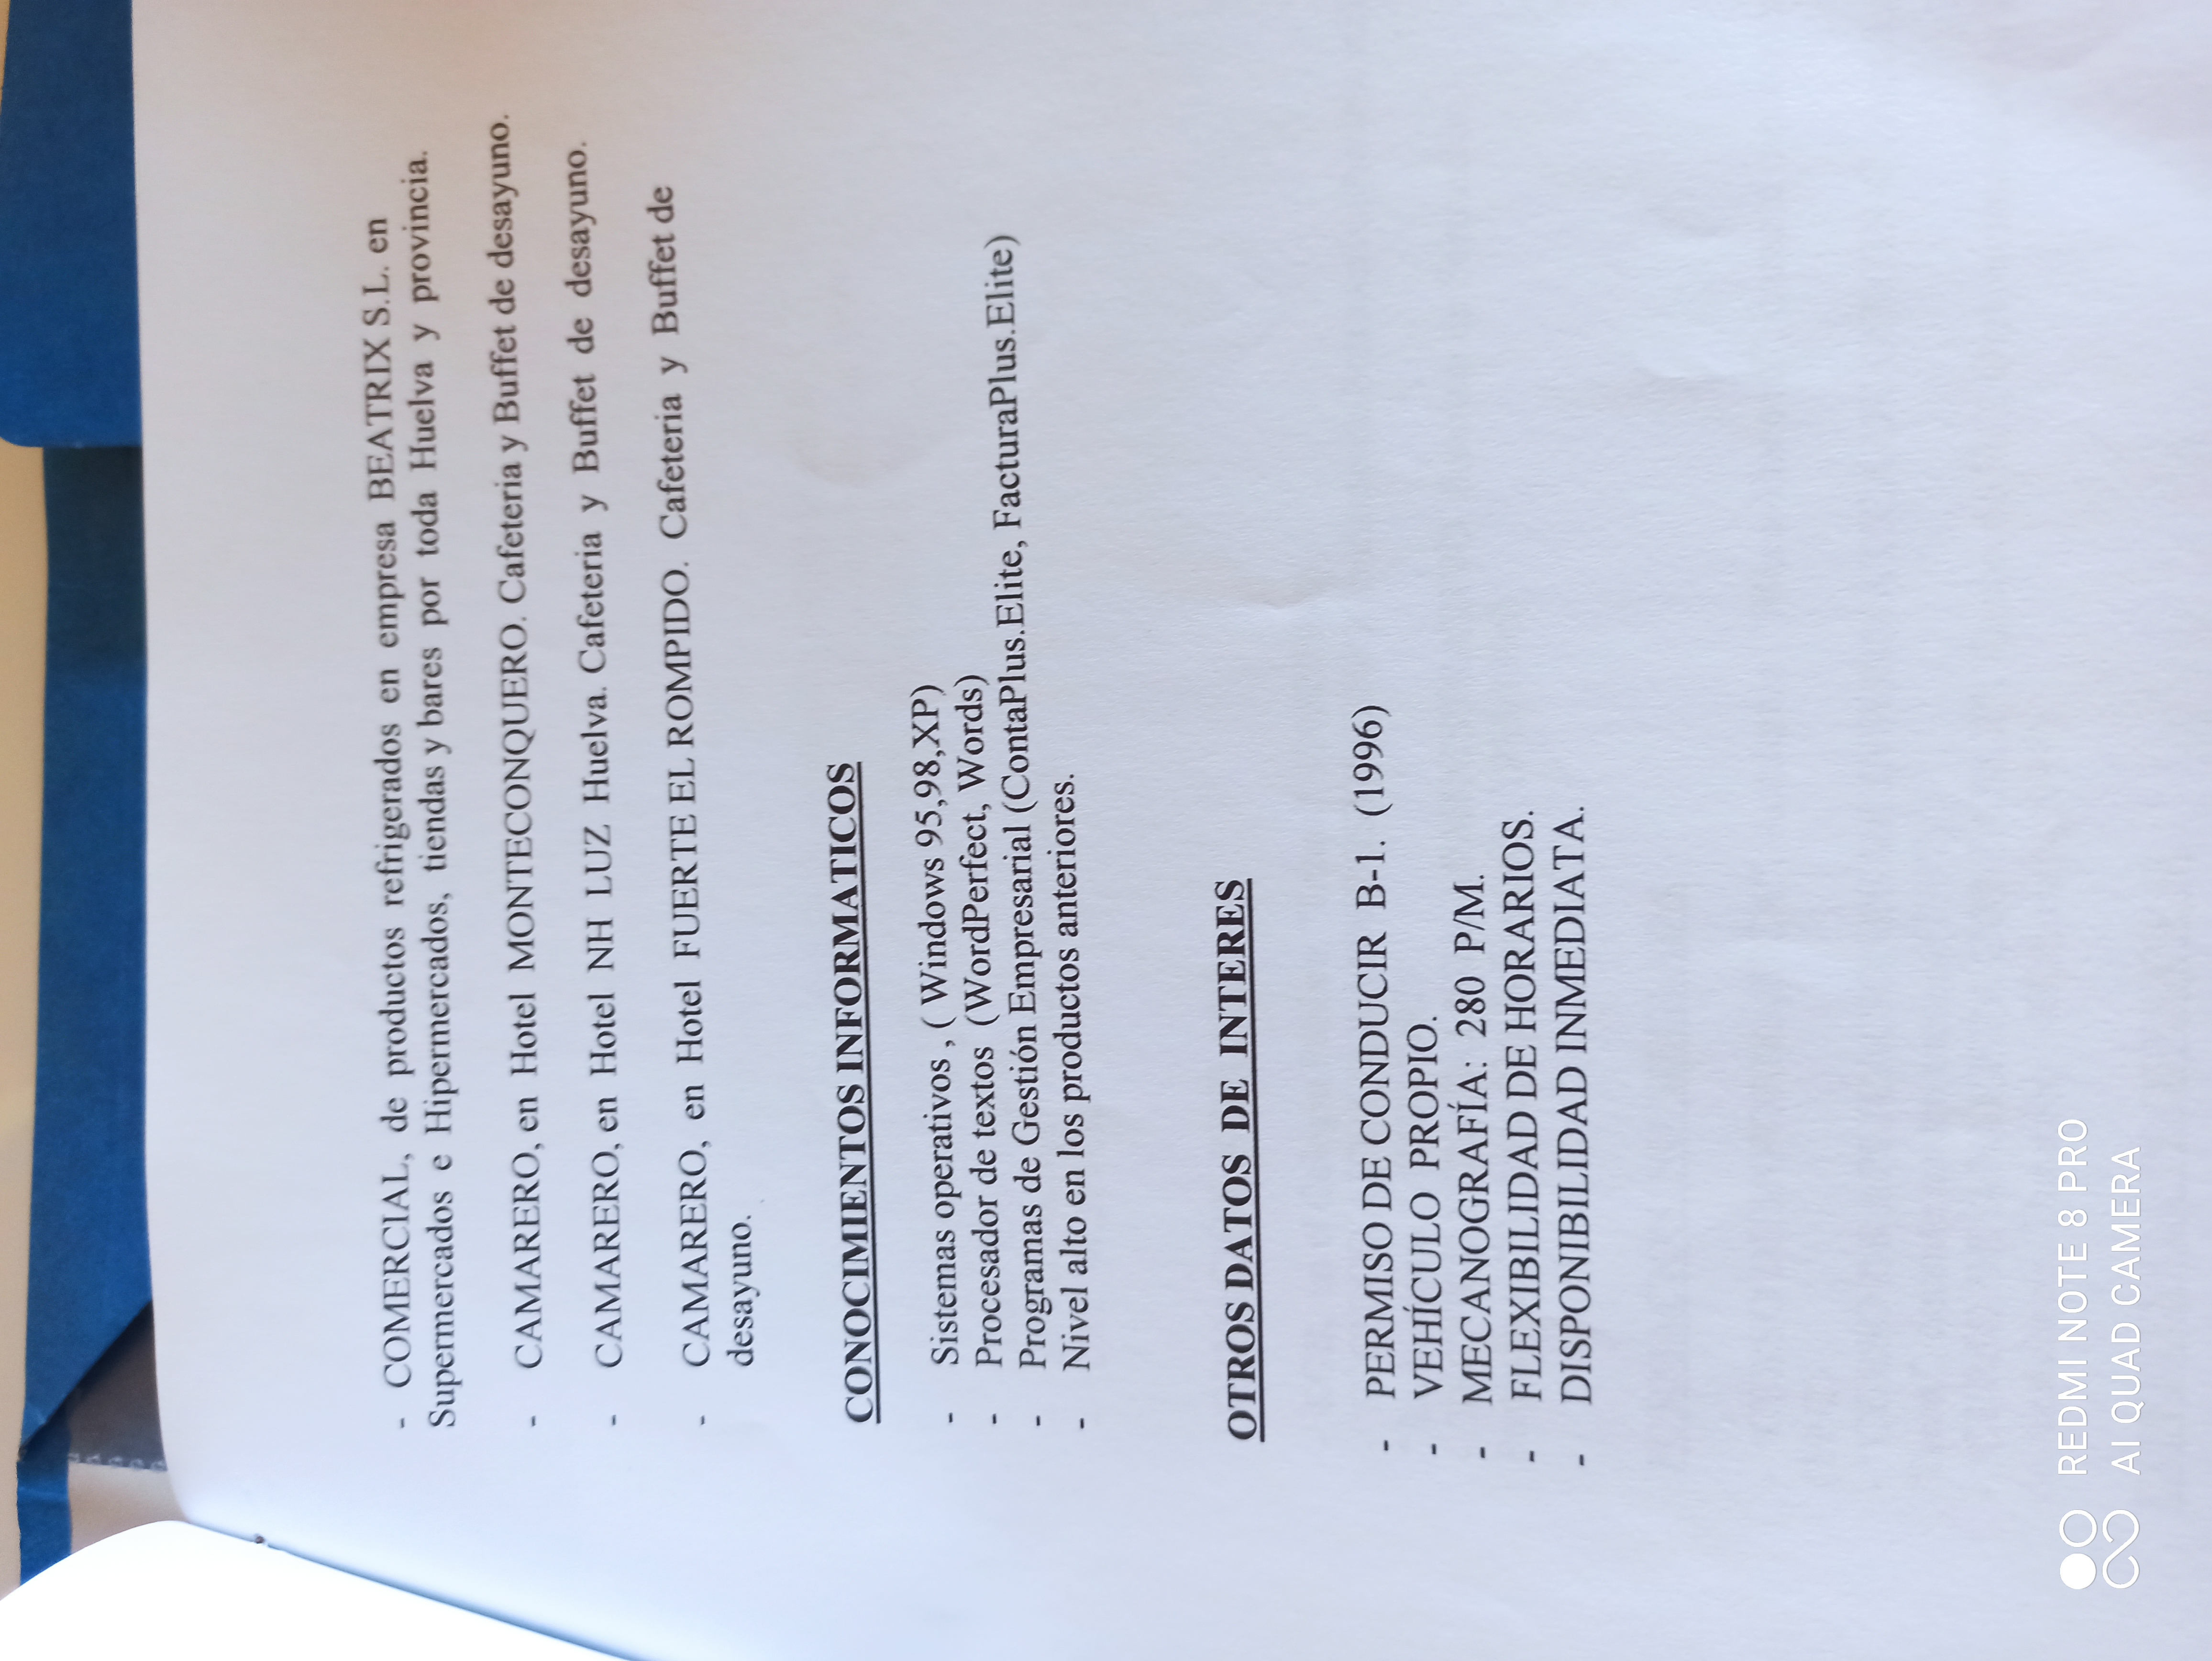 - COMERCIAL, de productos refrigerados en empresa BEATRIX S.L. en
Supermercados e Hipermercados, tiendas y bares por toda Huelva y provincia.
- CAMARERO, en Hotel MONTECONQUERO. Cafeteria y Buffet de desayuno.
- CAMARERO, en Hotel NH LUZ Huelva. Cafeteria y Buffet de desayuno.
- CAMARERO, en Hotel FUERTE EL ROMPIDO. Cafeteria y Buffet de
desayuno.
CONOCIMIENTOS INFORMATICOS
- Sistemas operativos , ( Windows 95,98,XP)
- Procesador de textos (WordPerfect, Words)
- Programas de Gestión Empresarial (ContaPlus.Elite, FacturaPlus.Elite)
- Nivel alto en los productos anteriores.
OTROS DATOS DE INTERES
- PERMISO DE CONDUCIR B-1. (1996)
- VEHÍCULO PROPIO.
- MECANOGRAFÍA: 280 P/M.
- FLEXIBILIDAD DE HORARIOS.
- DISPONIBILIDAD INMEDIATA.
REDMI NOTE 8 PRO
AI QUAD CAMERA